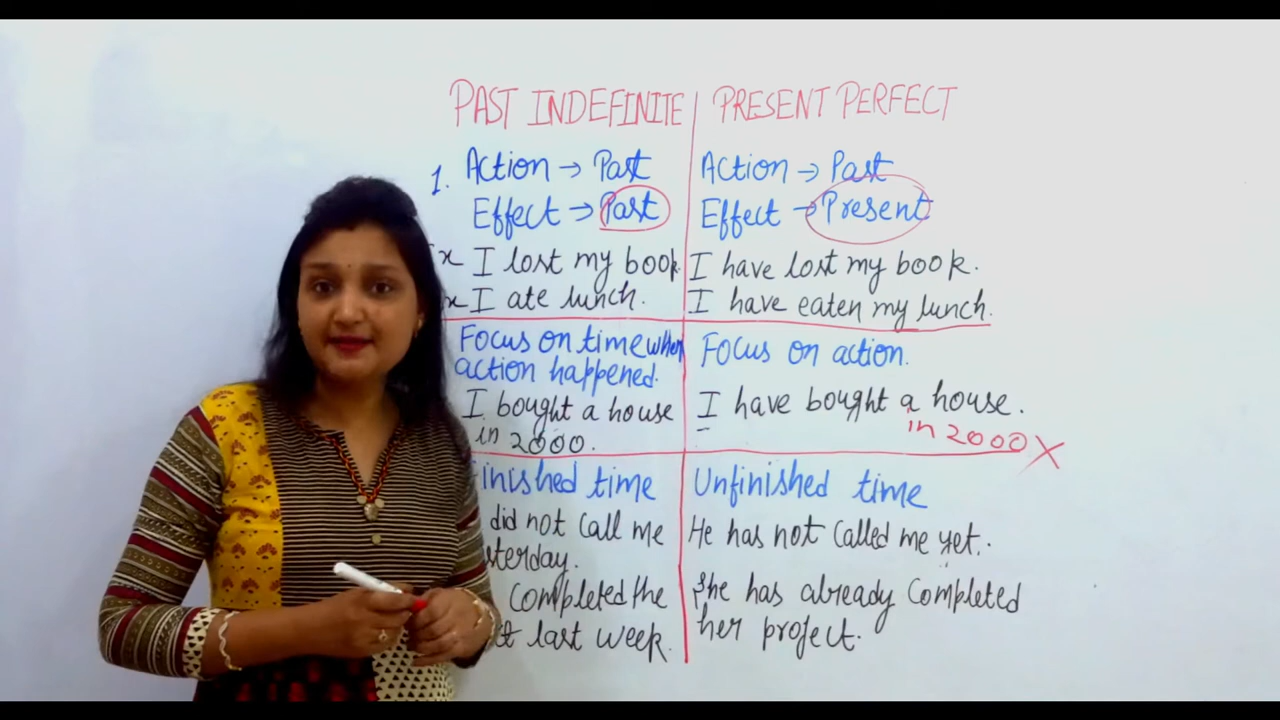 PAST INDEFINITE
1. Action → Past
Effect → Past
x I lost my book.
x I ate lunch.
Focus on time when
action happened.
I bought a house
in 2000.
inished time
did not call me
sterday.
completed the
t last week.
PRESENT PERFECT
Action → Past
Effect → Present
I have lost my book.
I have eaten my lunch.
Focus on action.
I have bought a house.
in 2000 X
Unfinished time
He has not called me yet.
She has already completed
her project.